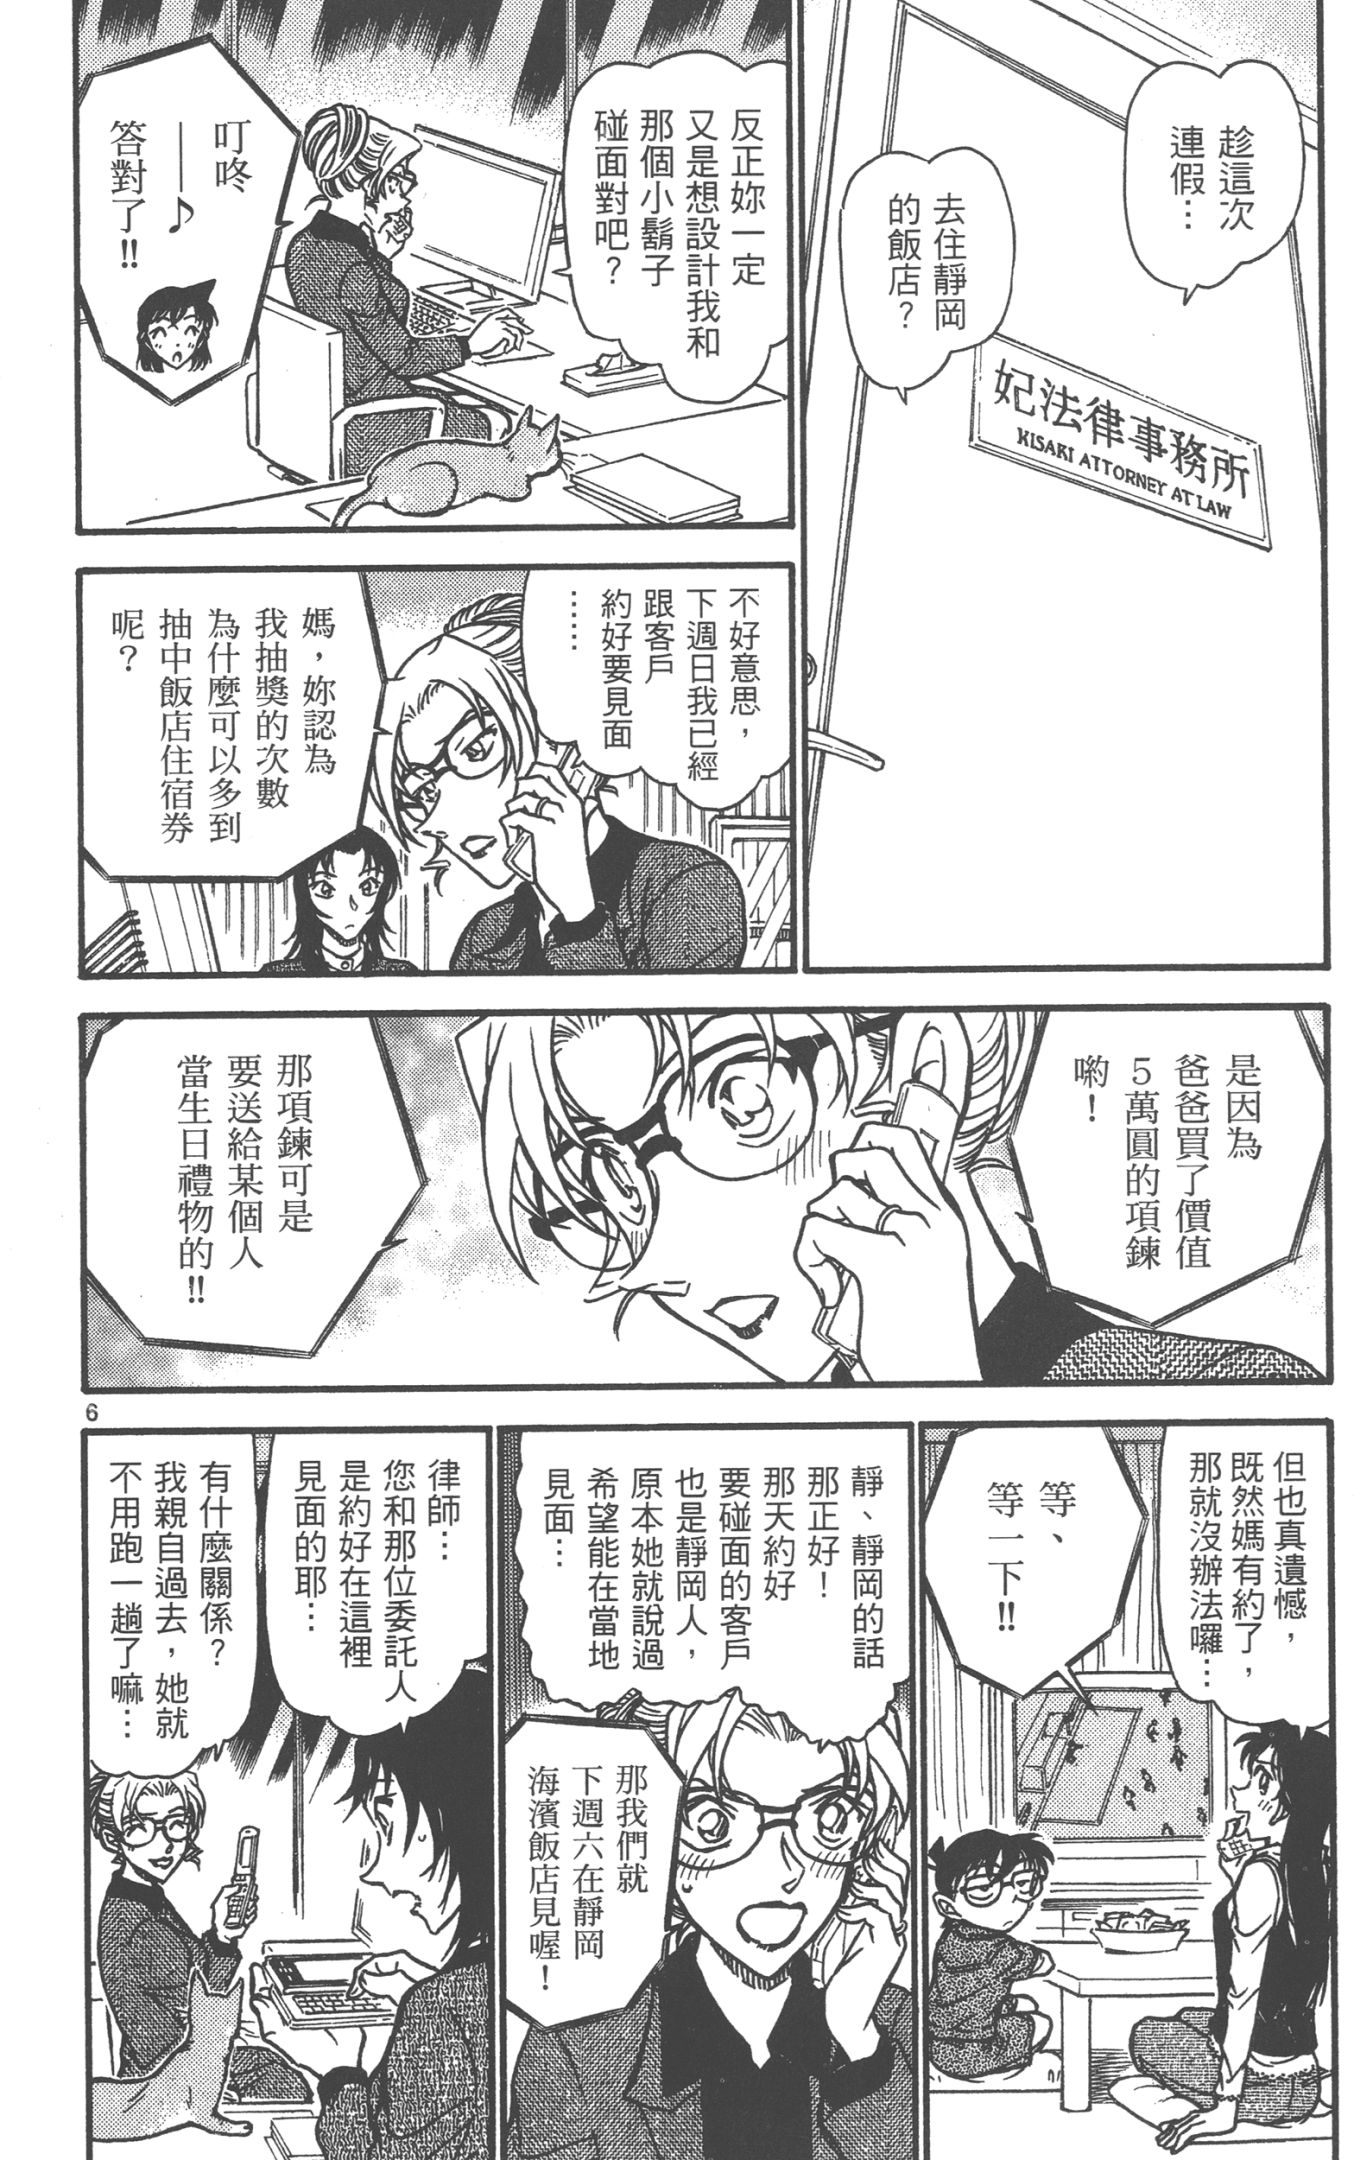 趁這次
連假…
去住靜岡
的飯店？
妃法律事務所
KISAKI ATTORNEY AT LAW
反正妳一定
又是想設計我和
那個小鬍子
碰面對吧？
叮咚
——♪
答對了!!
不好意思，
下週日我已經
跟客戶
約好要見面
……
媽，妳認為
我抽獎的次數
為什麼可以多到
抽中飯店住宿券
呢？
是因為
爸爸買了價值
5萬圓的項鍊
喲！
那項鍊可是
要送給某個人
當生日禮物的!!
6
但也真遺憾，
既然媽有約了，
那就沒辦法囉…
等、
等一下!!
靜、靜岡的話
那正好！
那天約好
要碰面的客戶
也是靜岡人，
原本她就說過
希望能在當地
見面…
那我們就
下週六在靜岡
海濱飯店見喔！
律師…
您和那位委託人
是約好在這裡
見面的耶…
有什麼關係？
我親自過去，她就
不用跑一趟了嘛…